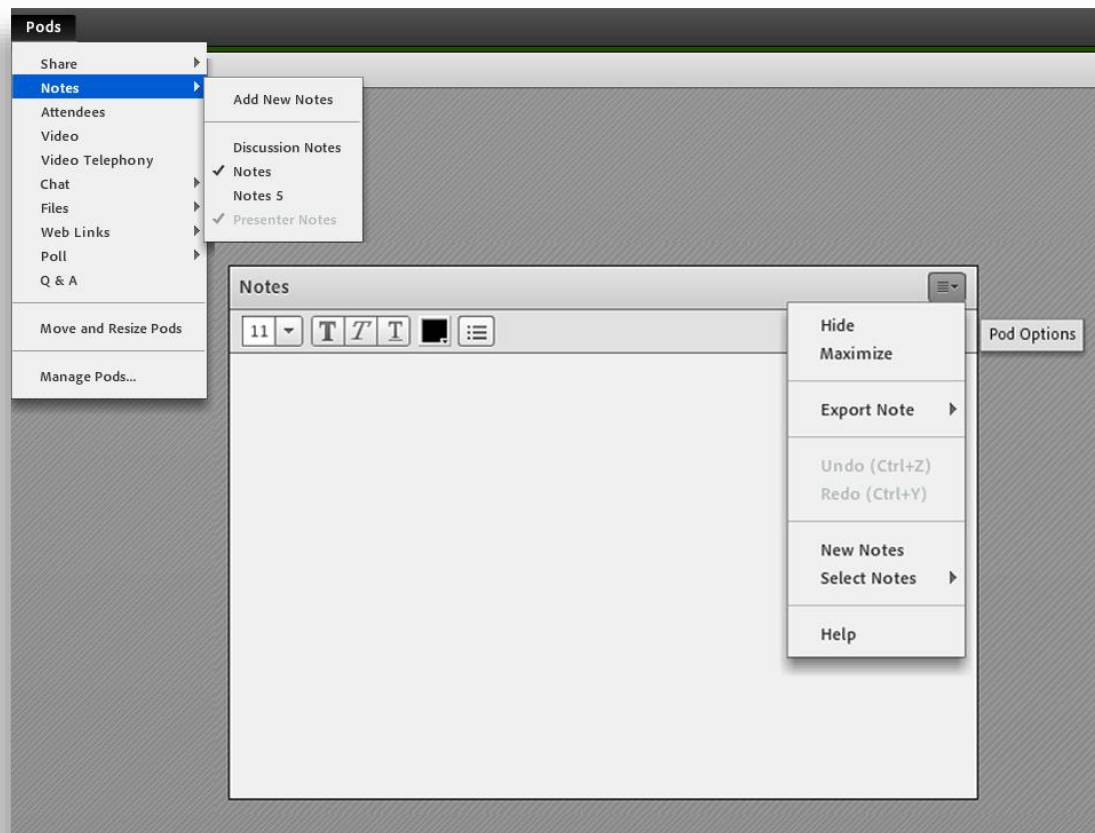 Pods
Share
Notes
Attendees
Video
Video Telephony
Chat
Files
Web Links
Poll
Q & A
Move and Resize Pods
Manage Pods...
Add New Notes
Discussion Notes
Notes
Notes 5
Presenter Notes
Notes
11 T T T
Hide
Maximize
Export Note
Undo (Ctrl+Z)
Redo (Ctrl+Y)
New Notes
Select Notes
Help
Pod Options